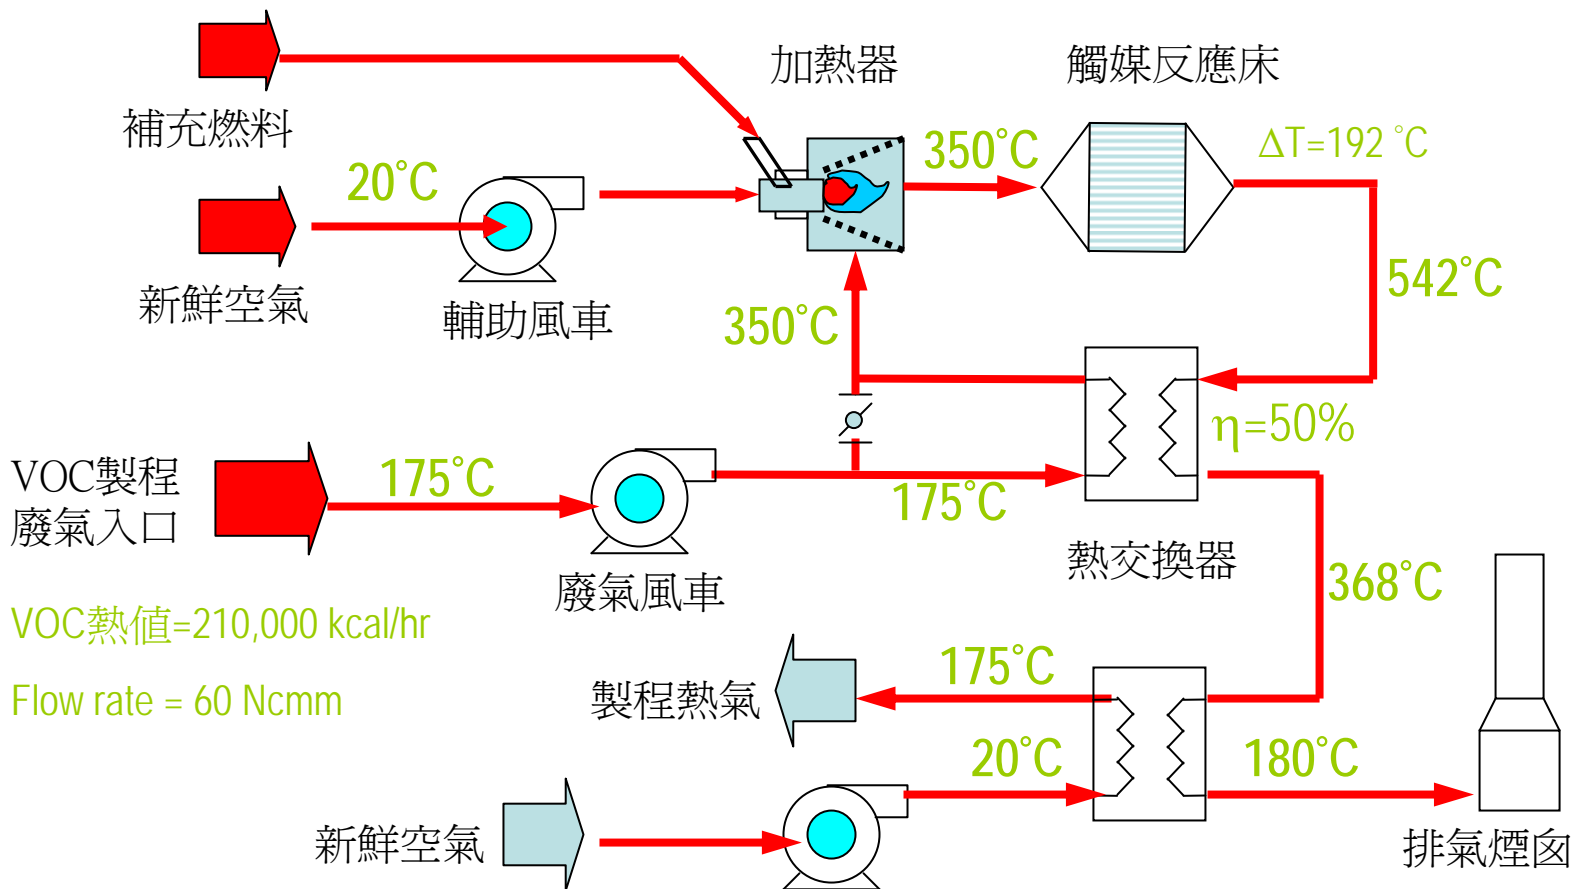 加熱器
觸媒反應床
補充燃料
350°C
ΔT=192 °C
20°C
新鮮空氣
輔助風車
350°C
542°C
η=50%
VOC製程
廢氣入口
175°C
175°C
廢氣風車
熱交換器
368°C
VOC熱值=210,000 kcal/hr
Flow rate = 60 Ncmm
製程熱氣
175°C
20°C
180°C
新鮮空氣
排氣煙囪